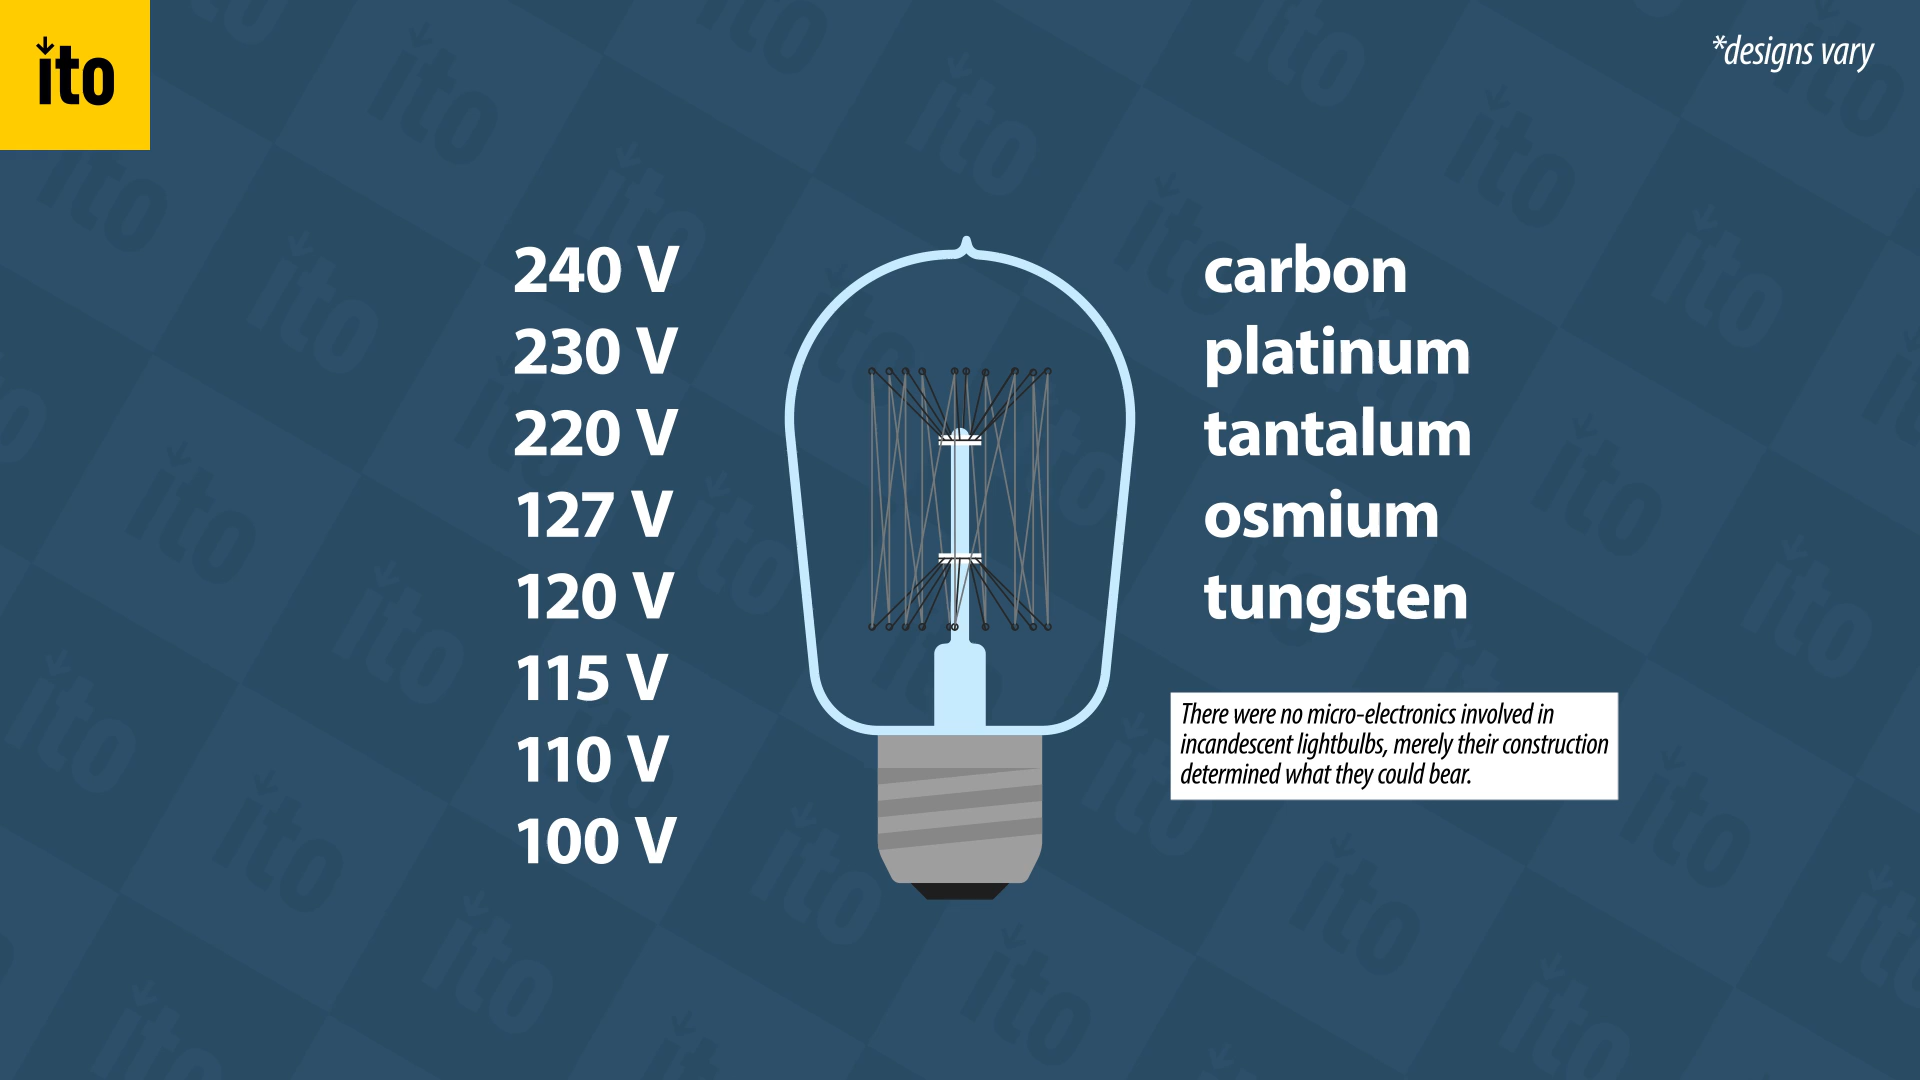 ito
*designs vary
240 V
230 V
220 V
127 V
120 V
115 V
110 V
100 V
carbon
platinum
tantalum
osmium
tungsten
There were no micro-electronics involved in
incandescent lightbulbs, merely their construction
determined what they could bear.